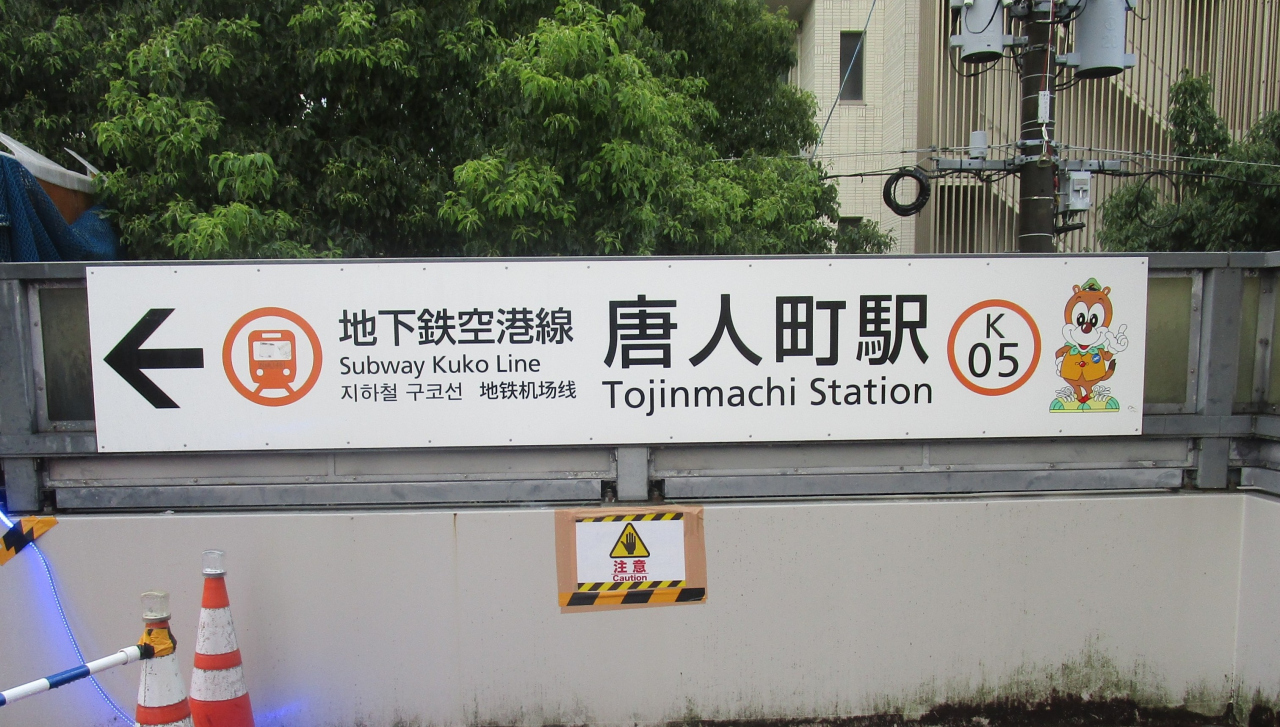 地下鉄空港線
Subway Kuko Line
지하철 구코선 地铁机场线
唐人町駅
Tojinmachi Station
K
05
注意
Caution